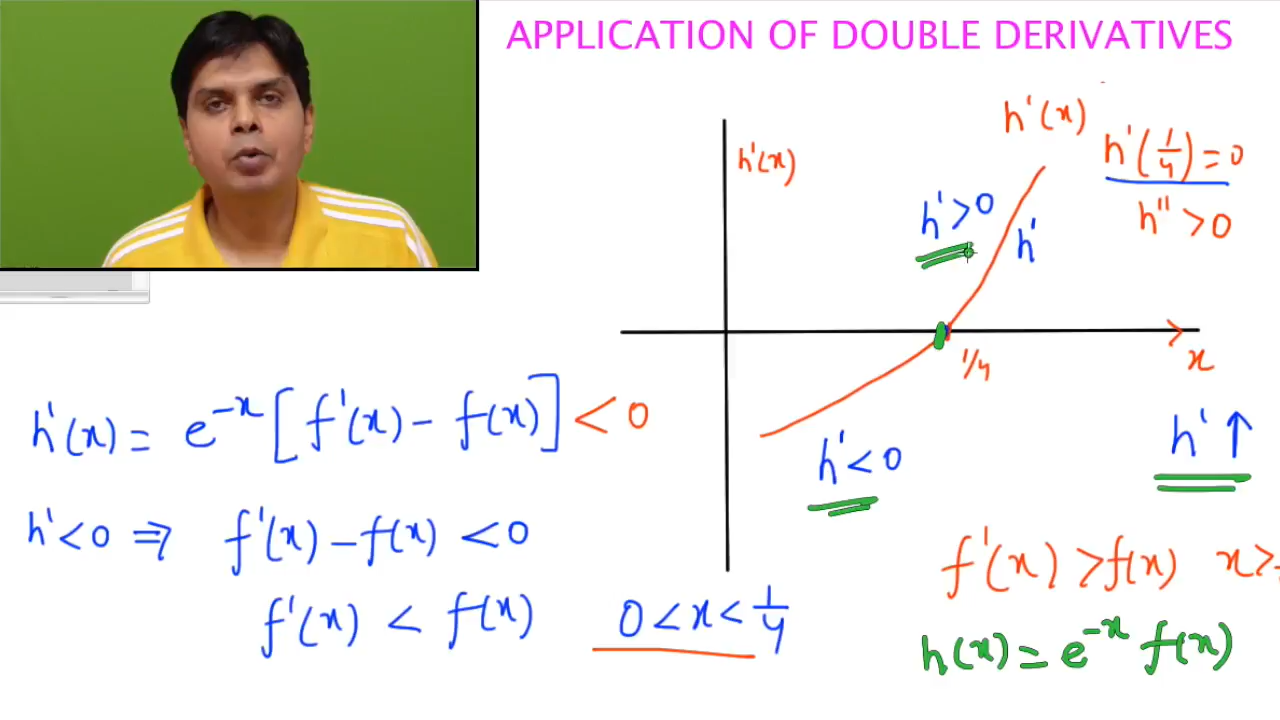 APPLICATION OF DOUBLE DERIVATIVES
h'(x)
h'(x)
h'(1/4) = 0
h'' > 0
h' > 0
h'
1/4
x
h'(x) = e^{-x} [f'(x) - f(x)] < 0
h' < 0
h' ↑
h' < 0 ⇒ f'(x) - f(x) < 0
f'(x) > f(x) x >
f'(x) < f(x) 0 < x < 1/4
h(x) = e^{-x} f(x)